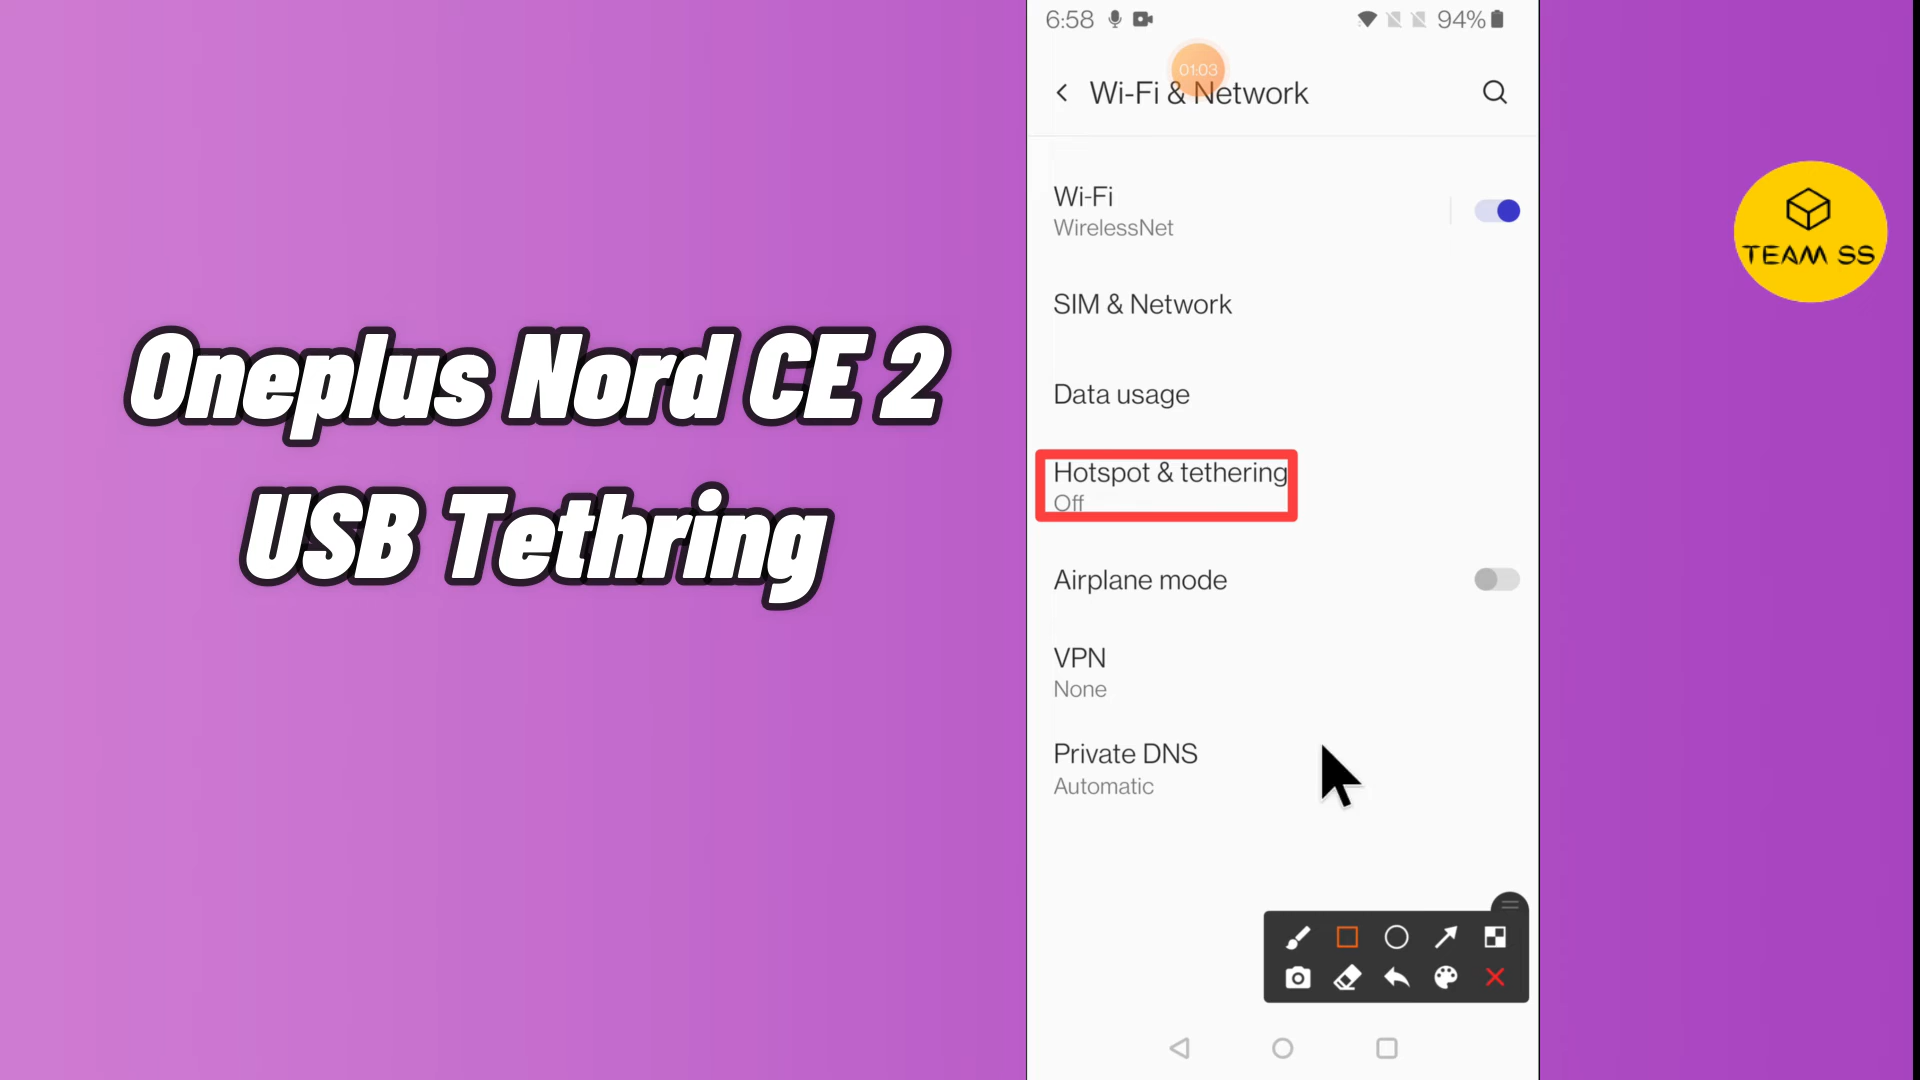 Oneplus Nord CE 2
USB Tethring
6:58
94%
01:03
Wi-Fi & Network
Wi-Fi
WirelessNet
SIM & Network
Data usage
Hotspot & tethering
Off
Airplane mode
VPN
None
Private DNS
Automatic
TEAM SS